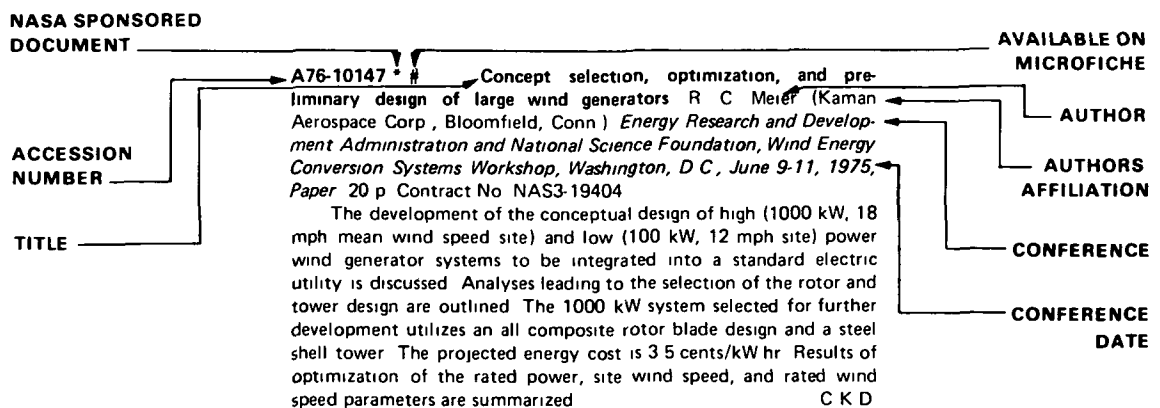 NASA SPONSORED
DOCUMENT
AVAILABLE ON
MICROFICHE
A76-10147 * # Concept selection, optimization, and pre-
liminary design of large wind generators R C Meier (Kaman
Aerospace Corp , Bloomfield, Conn ) Energy Research and Develop-
ment Administration and National Science Foundation, Wind Energy
Conversion Systems Workshop, Washington, D C , June 9-11, 1975,
Paper 20 p Contract No NAS3-19404
AUTHOR
ACCESSION
NUMBER
AUTHORS
AFFILIATION
The development of the conceptual design of high (1000 kW, 18
mph mean wind speed site) and low (100 kW, 12 mph site) power
wind generator systems to be integrated into a standard electric
utility is discussed Analyses leading to the selection of the rotor and
tower design are outlined The 1000 kW system selected for further
development utilizes an all composite rotor blade design and a steel
shell tower The projected energy cost is 3 5 cents/kW hr Results of
optimization of the rated power, site wind speed, and rated wind
speed parameters are summarized C K D
TITLE
CONFERENCE
CONFERENCE
DATE